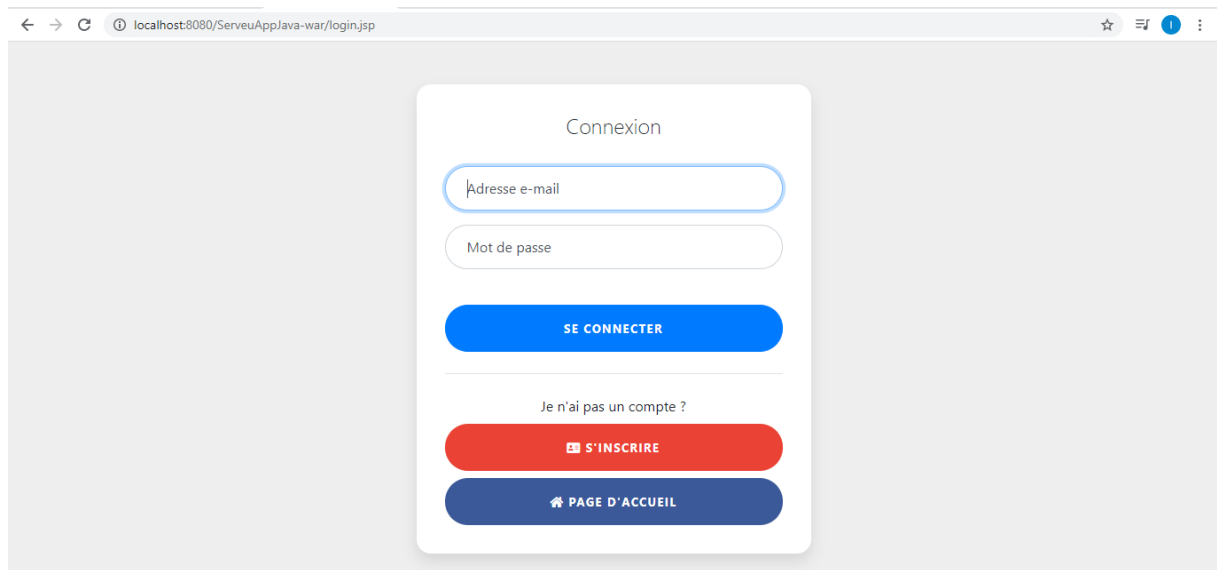 localhost:8080/ServeuAppJava-war/login.jsp
I
Connexion
Adresse e-mail
Mot de passe
SE CONNECTER
Je n'ai pas un compte ?
S'INSCRIRE
PAGE D'ACCUEIL